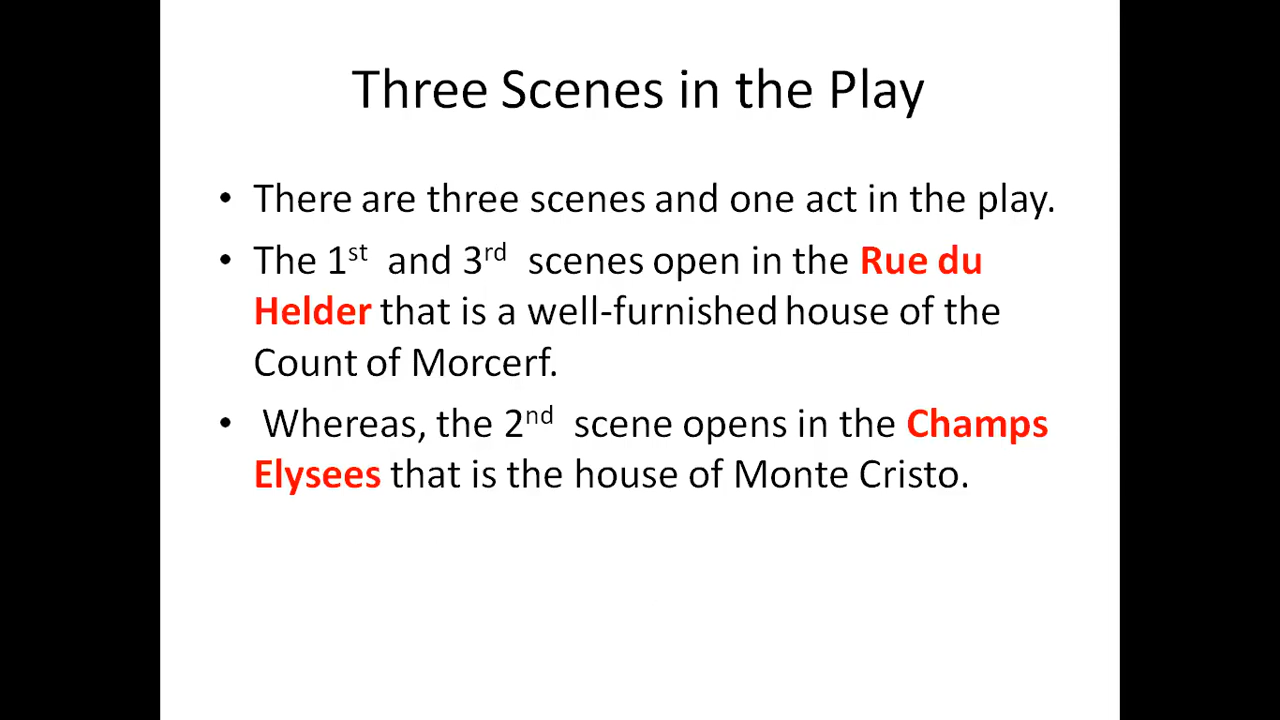 Three Scenes in the Play
• There are three scenes and one act in the play.
• The 1st and 3rd scenes open in the Rue du
Helder that is a well-furnished house of the
Count of Morcerf.
• Whereas, the 2nd scene opens in the Champs
Elysees that is the house of Monte Cristo.